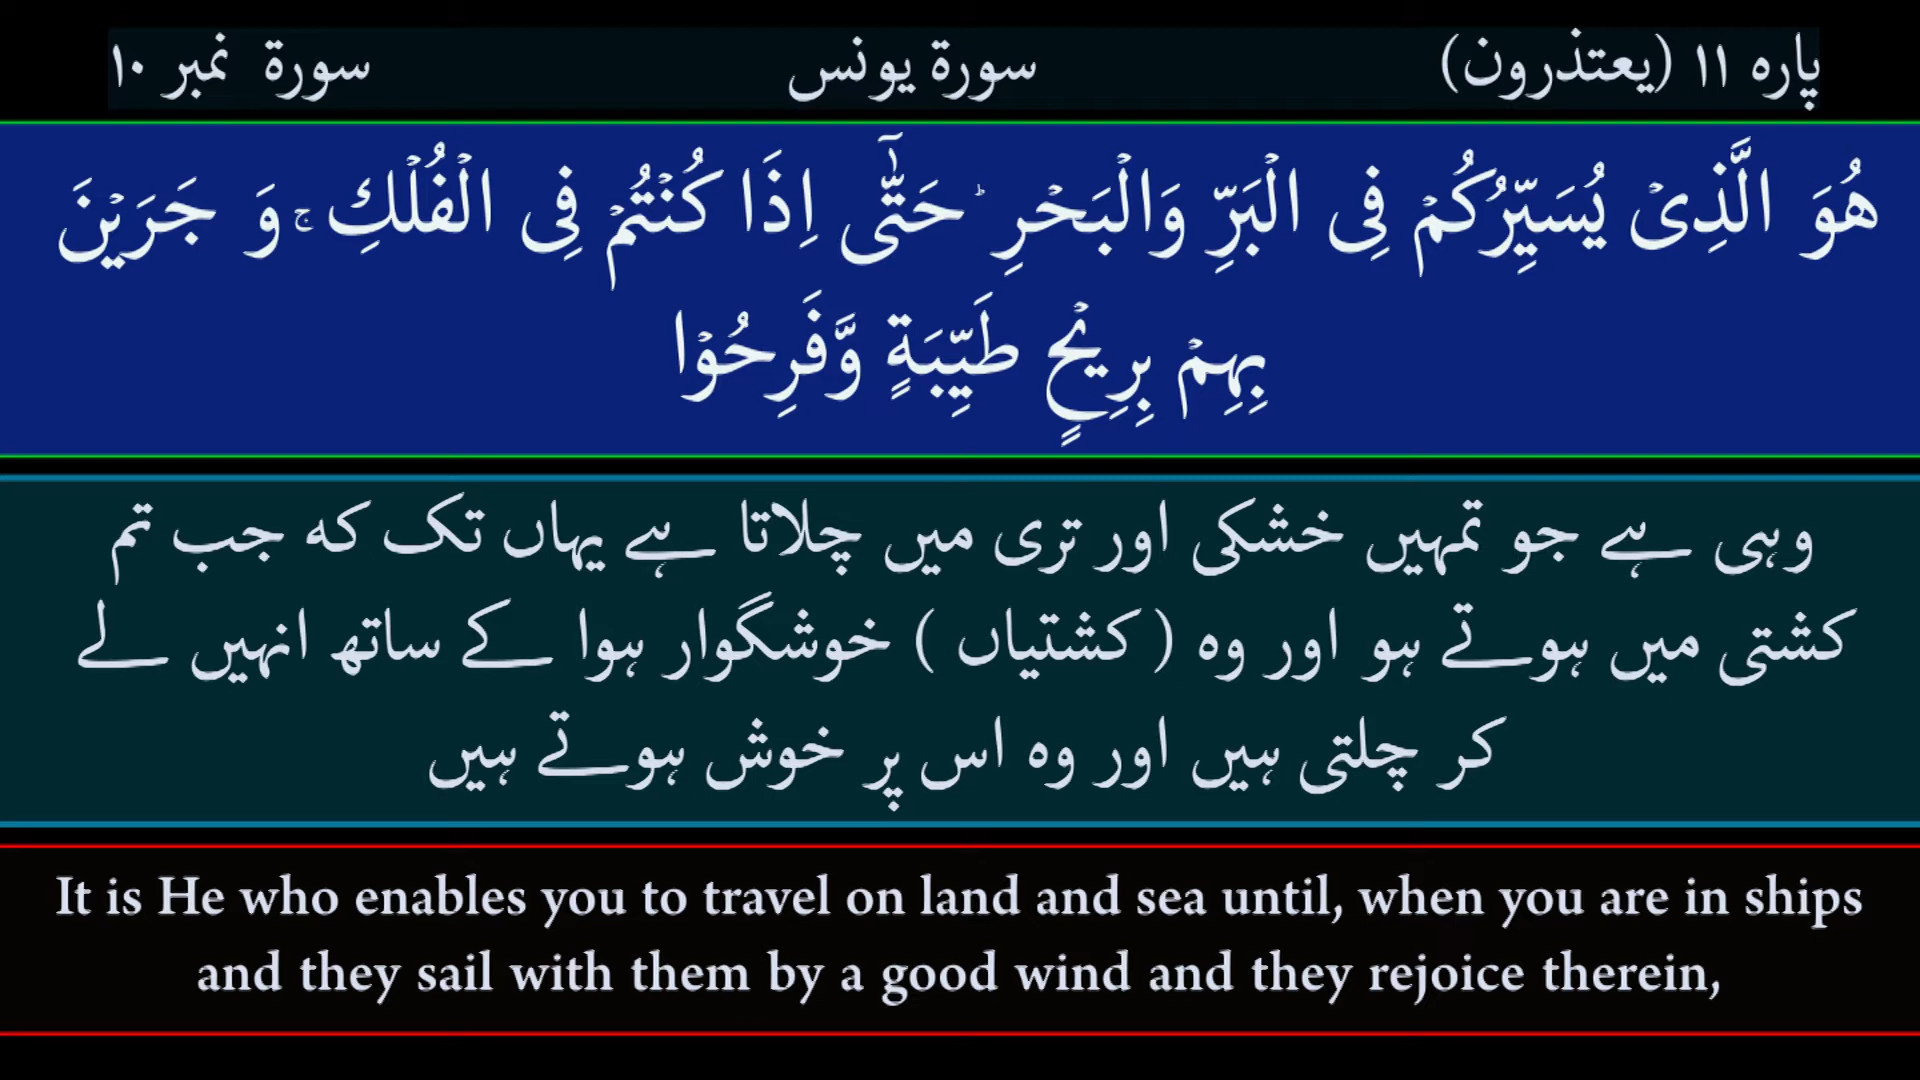 پارہ ۱۱ (یعتذرون) سورۃ یونس سورۃ نمبر ۱۰
هُوَ الَّذِیۡ یُسَیِّرُکُمۡ فِی الۡبَرِّ وَالۡبَحۡرِ ؕ حَتّٰۤی اِذَا کُنۡتُمۡ فِی الۡفُلۡكِ ۚ وَ جَرَیۡنَ
بِہِمۡ بِرِیۡحٍ طَیِّبَۃٍ وَّفَرِحُوۡا
وہی ہے جو تمہیں خشکی اور تری میں چلاتا ہے یہاں تک که جب تم
کشتی میں ہوتے ہو اور وہ ( کشتیاں ) خوشگوار ہوا کے ساتھ انہیں لے
کر چلتی ہیں اور وہ اس پر خوش ہوتے ہیں
It is He who enables you to travel on land and sea until, when you are in ships
and they sail with them by a good wind and they rejoice therein,